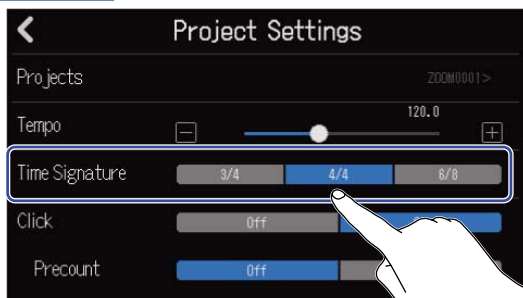 Project Settings
Projects ZOOM0001>
Tempo 120.0
Time Signature 3/4 4/4 6/8
Click Off
Precount Off